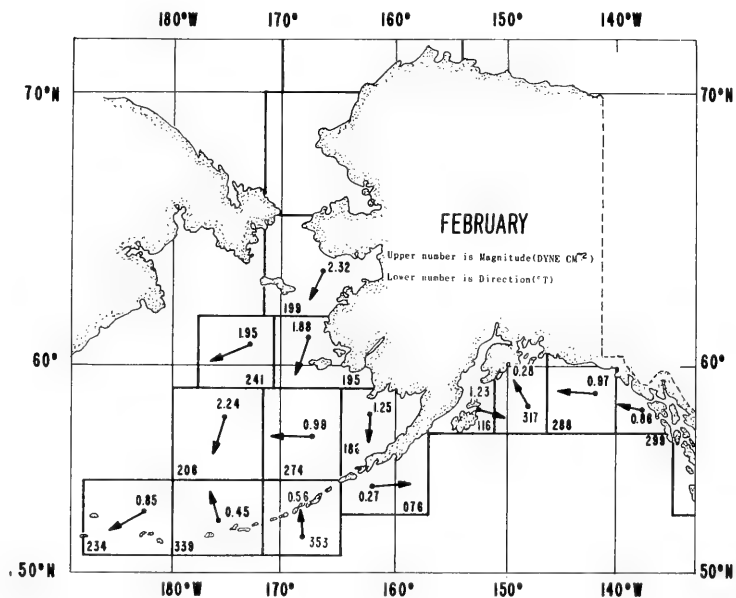 180°W 170° 160° 150° 140°W
70°N 70°N
FEBRUARY
Upper number is Magnitude(DYNE CM⁻²)
Lower number is Direction(°T)
2.32
199
1.88
1.95
60° 60°
241 195
0.28
0.97
1.23
1.25
2.24
0.98
317
0.86
116 288 298
206 274
0.85
0.45
0.56
0.27
076
234 339 353
50°N 50°N
180°W 170° 160° 150° 140°W